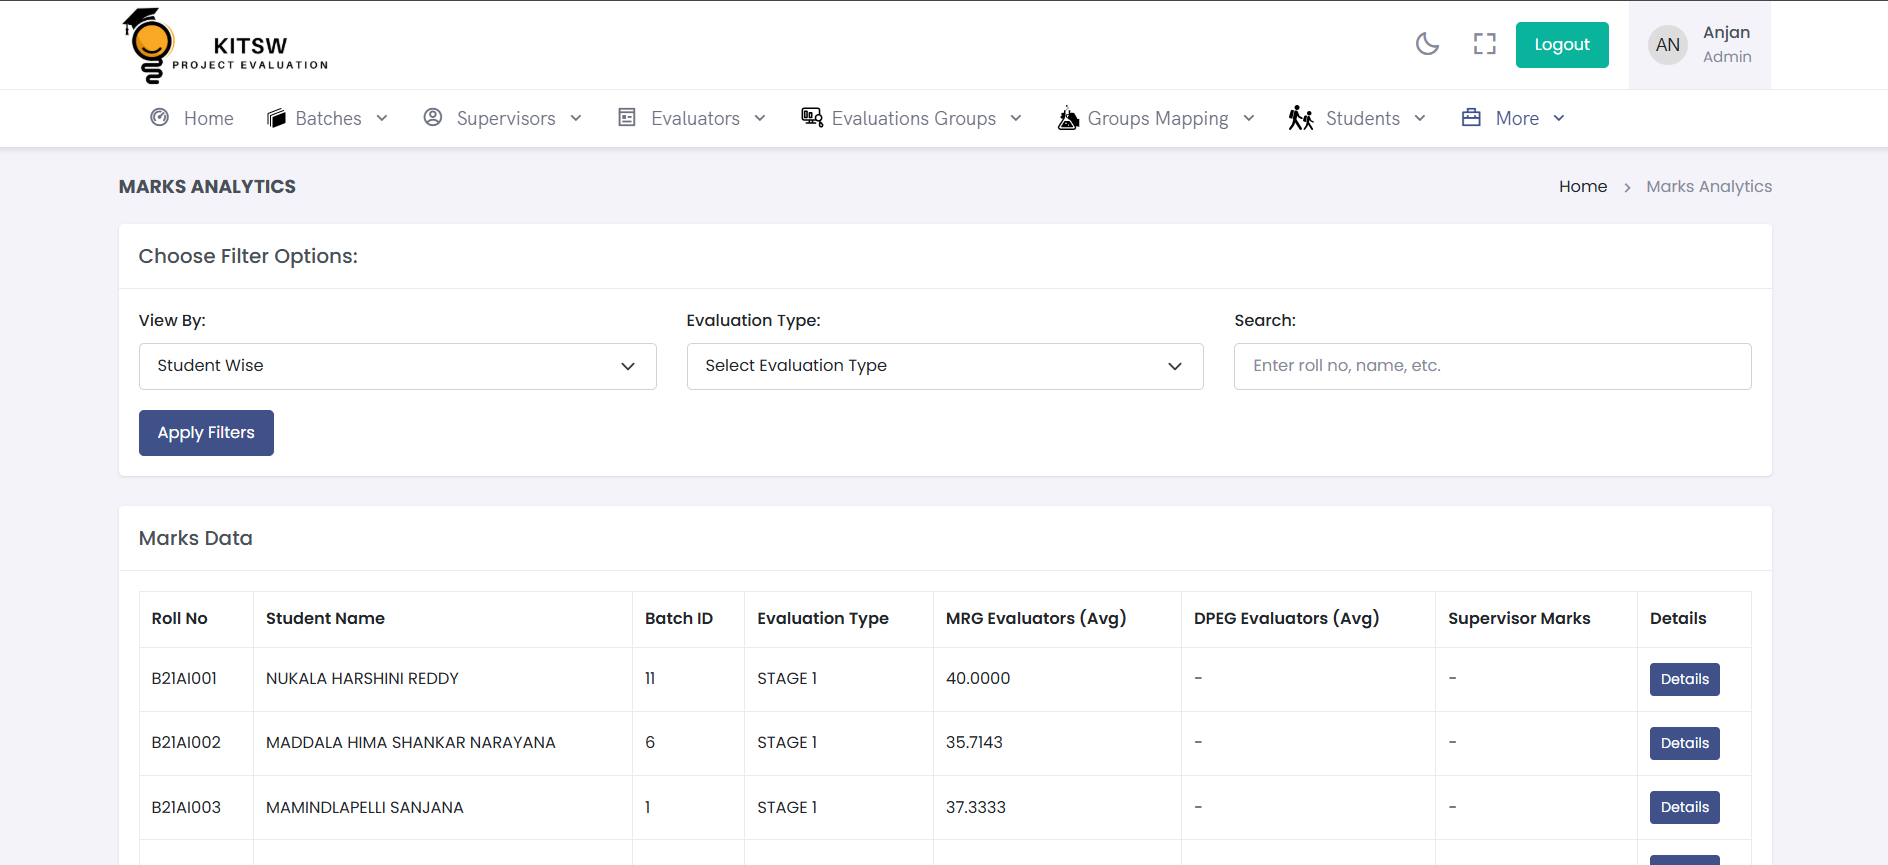 KITSW
PROJECT EVALUATION
Logout
AN
Anjan
Admin
Home
Batches
Supervisors
Evaluators
Evaluations Groups
Groups Mapping
Students
More
MARKS ANALYTICS
Home > Marks Analytics
Choose Filter Options:
View By:
Evaluation Type:
Search:
Student Wise
Select Evaluation Type
Enter roll no, name, etc.
Apply Filters
Marks Data
Roll No Student Name Batch ID Evaluation Type MRG Evaluators (Avg) DPEG Evaluators (Avg) Supervisor Marks Details
B21AI001 NUKALA HARSHINI REDDY 11 STAGE 1 40.0000 - - Details
B21AI002 MADDALA HIMA SHANKAR NARAYANA 6 STAGE 1 35.7143 - - Details
B21AI003 MAMINDLAPELLI SANJANA 1 STAGE 1 37.3333 - - Details